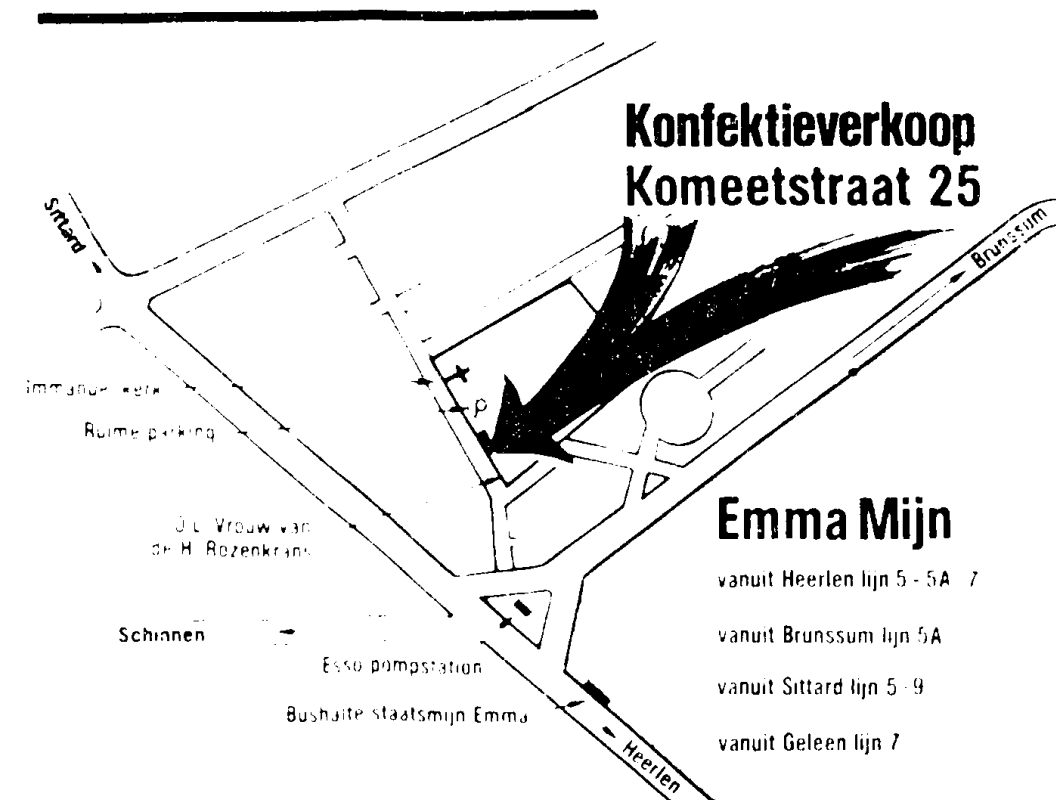 Konfektieverkoop
Komeetstraat 25
Sittard
Brunssum
Immanuel kerk
P
Ruime parking
O.L. Vrouw van
de H. Rozenkrans
Emma Mijn
vanuit Heerlen lijn 5 - 5A 7
Schinnen
vanuit Brunssum lijn 5A
Esso pompstation
vanuit Sittard lijn 5 - 9
Bushalte staatsmijn Emma
vanuit Geleen lijn 7
Heerlen